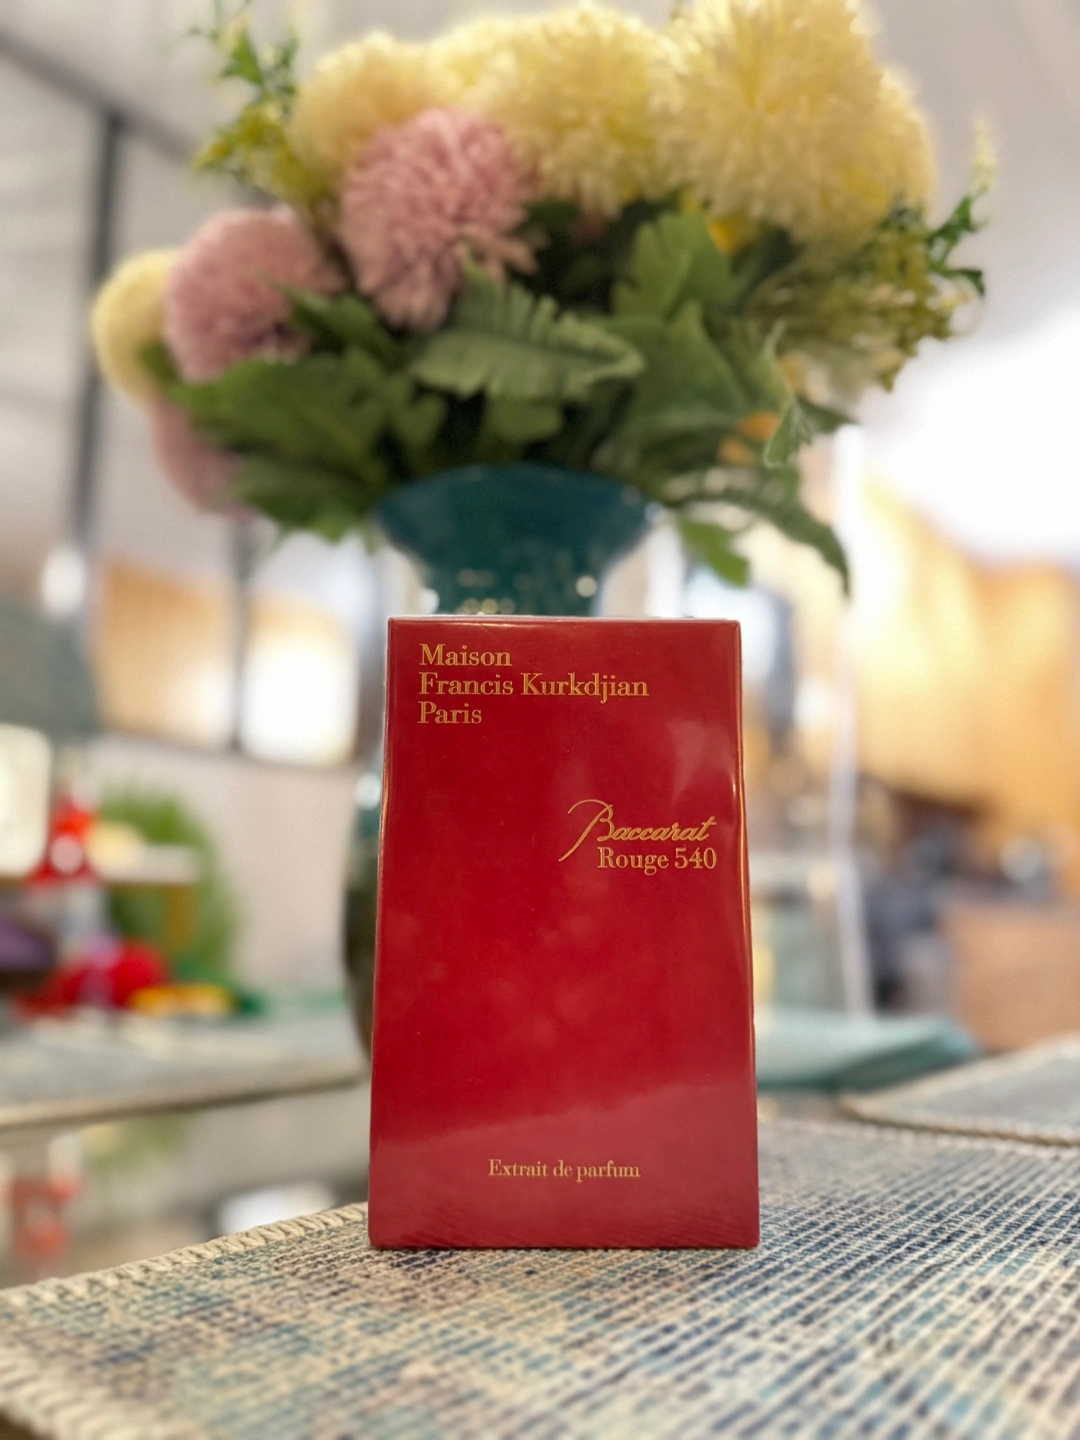 Maison
Francis Kurkdjian
Paris
Baccarat
Rouge 540
Extrait de parfum